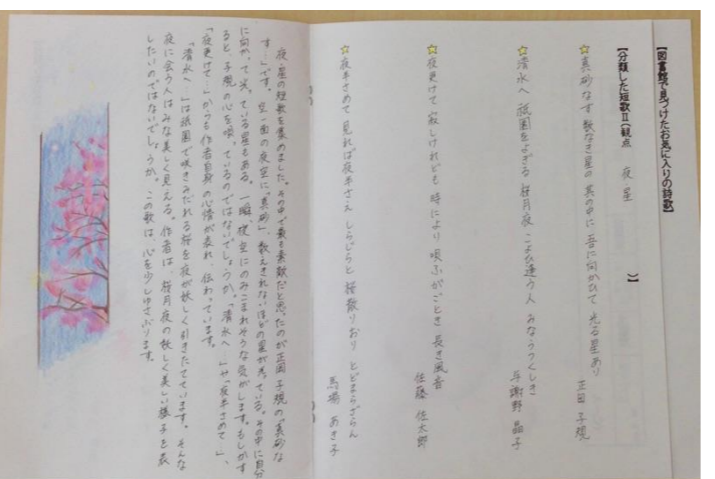 【図書館で見つけたお気に入りの詩歌】
【分類した短歌Ⅱ(観点 夜 星 )】
☆真砂なす 数なき星の 其の中に 吾に向かひて 光る星あり
正岡 子規
☆清水へ 祇園をよぎる 桜月夜 こよひ逢う人 みなうつくしき
与謝野 晶子
☆夜更けて 寂しけれども 時により 唄ふがごとき 長き風音
佐藤 佐太郎
☆夜半さめて 見れば夜半さえ しらじらと 桜散りおり とどまらざらん
馬場 あき子
夜・星の短歌を集めました。その中で最も素敵だと思ったのが正岡子規の「真砂な
す…」です。空一面の夜空に「真砂」、数えきれないほどの星が光っている。その中に自分
に向かって光っている星もある。一瞬、夜空にのみこまれそうな気がします。もしかす
ると、子規の心を唄っているのではないでしょうか。「清水へ…」や「夜半さめて…」、
「夜更けて…」からも作者自身の心情が表れ、伝わっています。
「清水へ…」は祇園で咲きみだれる桜を夜が妖しく引きたてています。そんな
夜に会う人はみな美しく見える。作者は、桜月夜の妖しく美しい様子を表
したいのではないでしょうか。この歌は、心を少しゆさぶります。